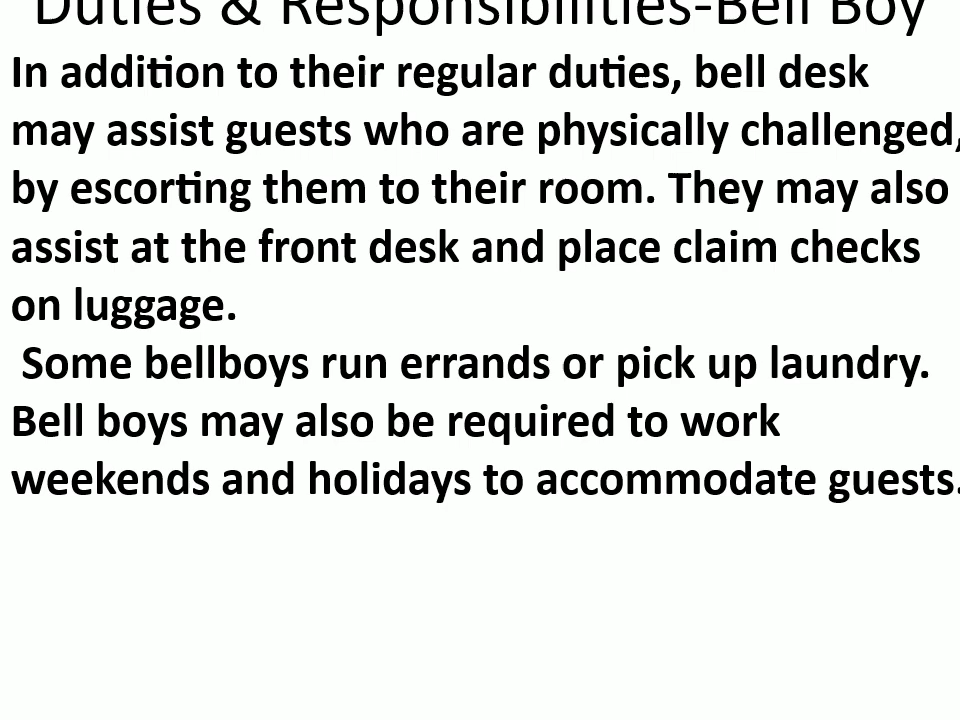 Duties & Responsibilities-Bell Boy
In addition to their regular duties, bell desk
may assist guests who are physically challenged,
by escorting them to their room. They may also
assist at the front desk and place claim checks
on luggage.
Some bellboys run errands or pick up laundry.
Bell boys may also be required to work
weekends and holidays to accommodate guests.